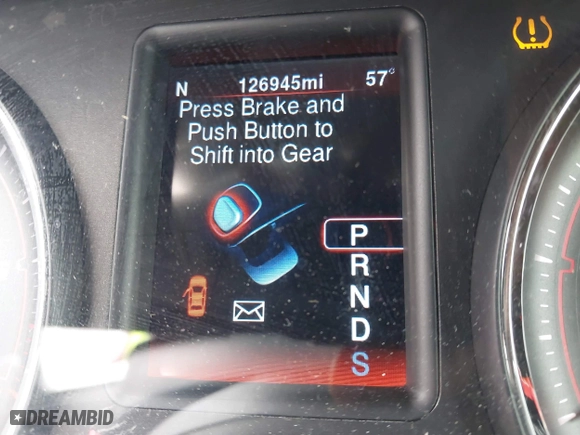 N 126945mi 57°
Press Brake and
Push Button to
Shift into Gear
P
R
N
D
S
DREAMBID